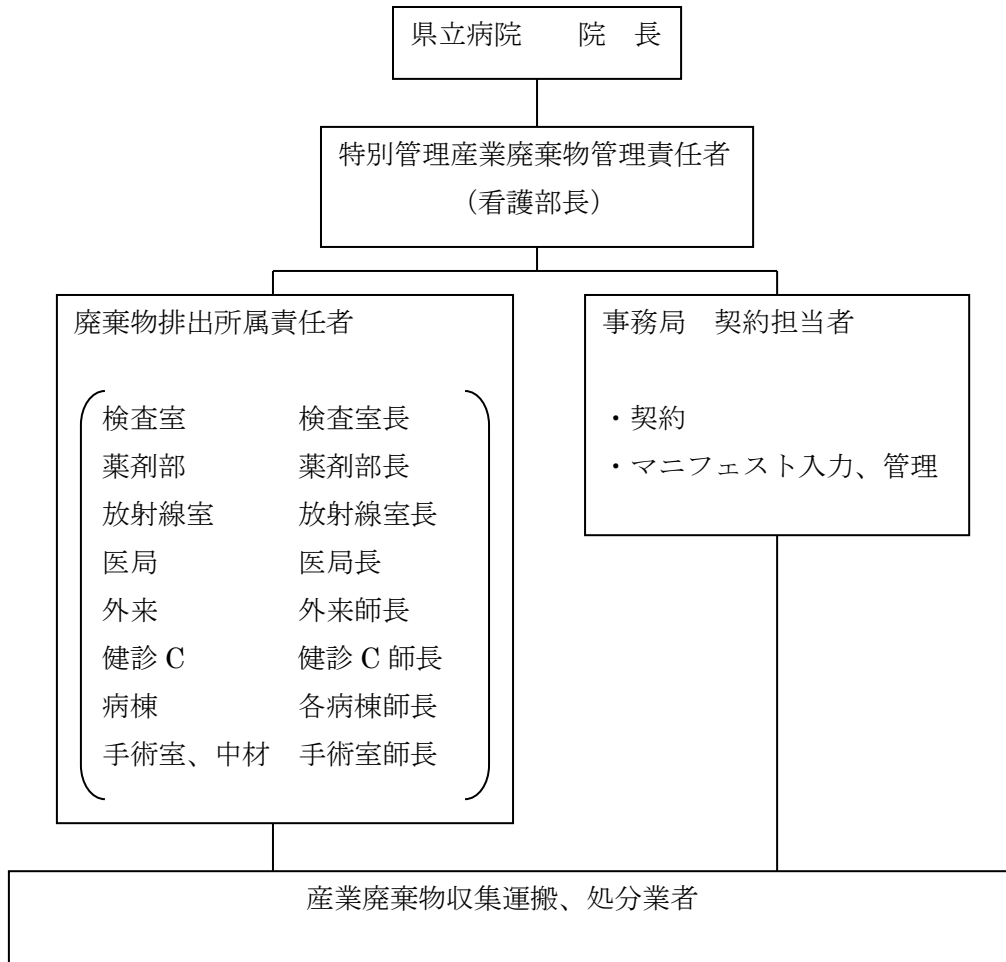 県立病院　　院　長
特別管理産業廃棄物管理責任者
（看護部長）
廃棄物排出所属責任者
検査室　検査室長
薬剤部　薬剤部長
放射線室　放射線室長
医局　医局長
外来　外来師長
健診 C　健診 C 師長
病棟　各病棟師長
手術室、中材　手術室師長
事務局　契約担当者
・契約
・マニフェスト入力、管理
産業廃棄物収集運搬、処分業者